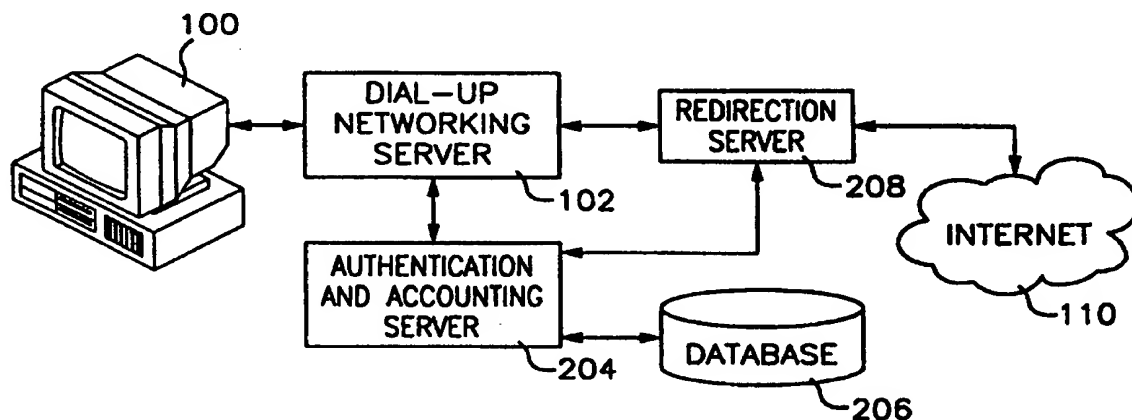 100
DIAL-UP
NETWORKING
SERVER
102
REDIRECTION
SERVER
208
INTERNET
110
AUTHENTICATION
AND ACCOUNTING
SERVER
204
DATABASE
206